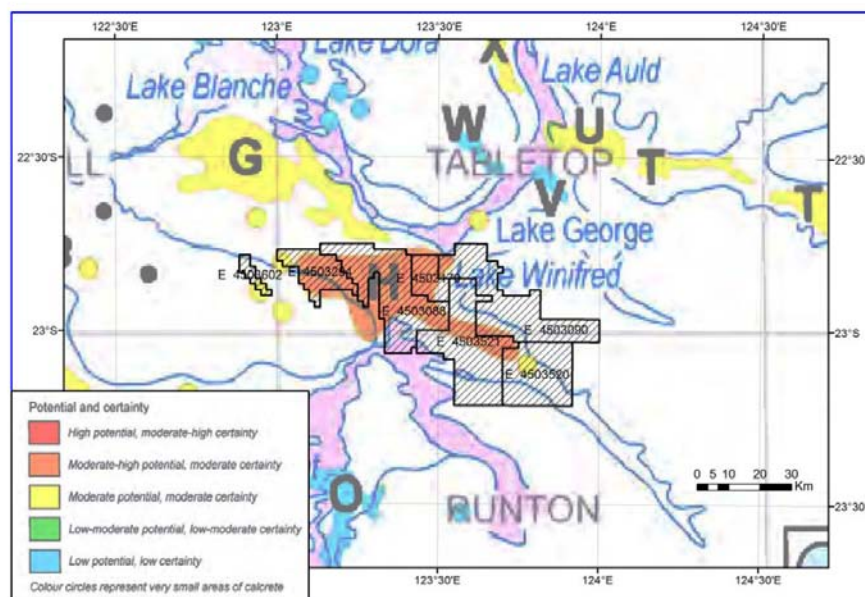 122°30'E 123°E 123°30'E 124°E 124°30'E
Lake Dora
X
Lake Auld
Lake Blanche
W
U
22°30'S
G
TABLETOP
T
22°30'S
LL
V
T
Lake George
E 4503602
H
Lake Winifred
23°S
E 4503088
E 4503090
23°S
E 4503521
E 4503520
Potential and certainty
High potential, moderate-high certainty
Moderate-high potential, moderate certainty
Moderate potential, moderate certainty
Low-moderate potential, low-moderate certainty
Low potential, low certainty
Colour circles represent very small areas of calcrete
O
RUNTON
0 5 10 20 30
Km
23°30'S
123°30'E 124°E 124°30'E